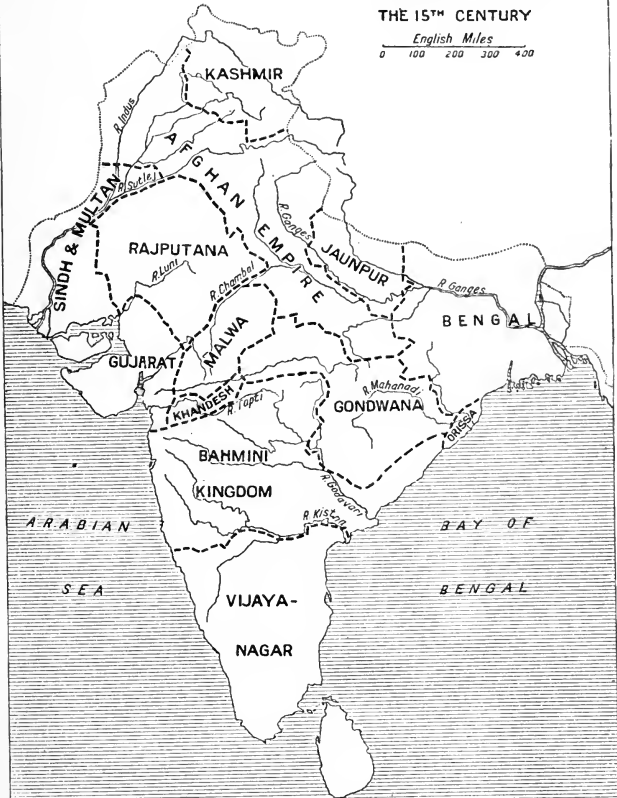 THE 15TH CENTURY
English Miles
0 100 200 300 400
KASHMIR
R. Indus
AFGHAN EMPIRE
R. Sutlej
SINDH & MULTAN
RAJPUTANA
R. Luni
R. Ganges
JAUNPUR
R. Chambal
R. Ganges
BENGAL
GUJARAT
MALWA
KHANDESH
R. Tapti
R. Mahanadi
GONDWANA
ORISSA
BAHMINI
KINGDOM
R. Godavari
R. Kistna
ARABIAN
SEA
BAY OF
BENGAL
VIJAYA-
NAGAR